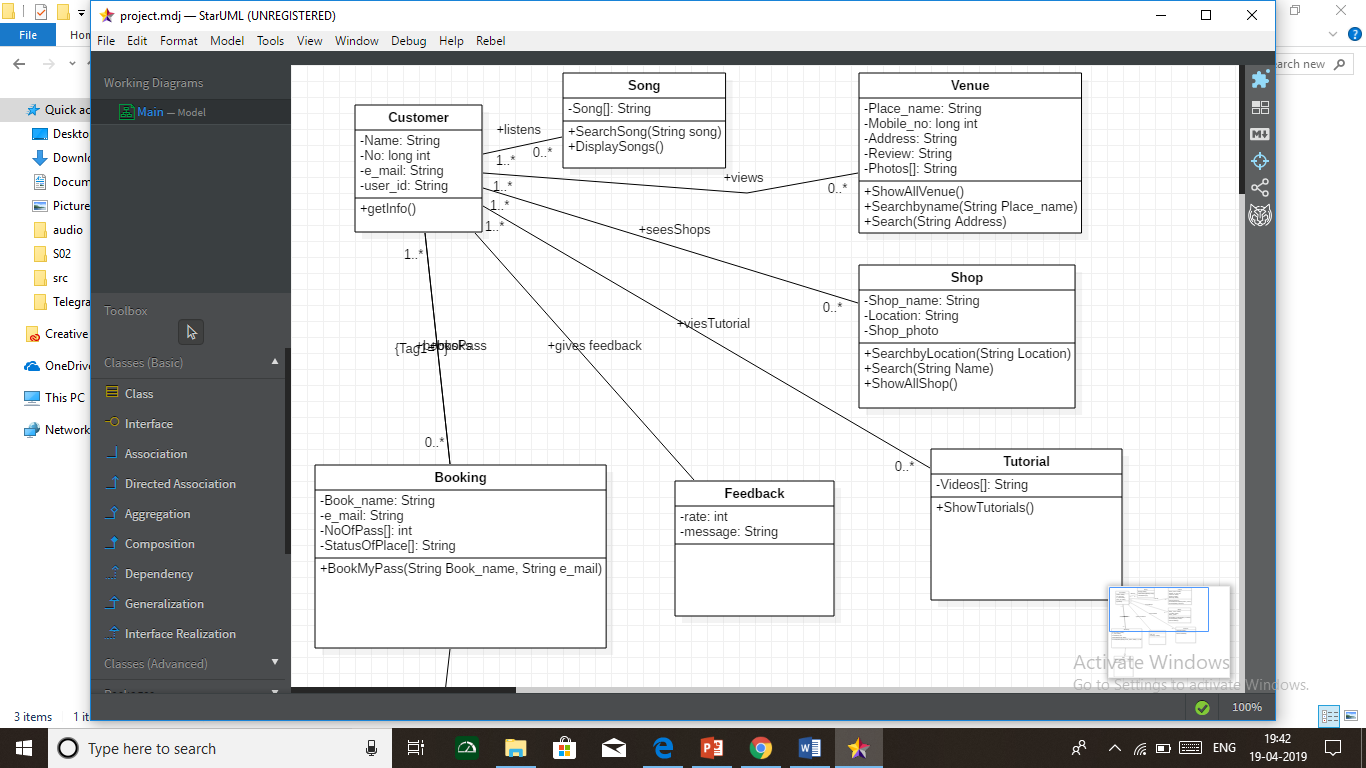 project.mdj — StarUML (UNREGISTERED)
File
File Edit Format Model Tools View Window Debug Help Rebel
Working Diagrams
Main — Model
Quick
Music
audio
S02
src
Creative
This PC
Network
3 items
Toolbox
Classes (Basic)
Class
Interface
Association
Directed Association
Aggregation
Composition
Dependency
Generalization
Interface Realization
Classes (Advanced)
Customer
-Name: String
-No: long int
-e_mail: String
-user_id: String
+getInfo()
+listens
1..*
0..*
Song
-Song[]: String
+SearchSong(String song)
+DisplaySongs()
+views
1..*
0..*
Venue
-Place_name: String
-Mobile_no: long int
-Address: String
-Review: String
-Photos[]: String
+ShowAllVenue()
+Searchbyname(String Place_name)
+Search(String Address)
1..*
+seesShops
0..*
Shop
-Shop_name: String
-Location: String
-Shop_photo
+SearchbyLocation(String Location)
+Search(String Name)
+ShowAllShop()
1..*
+viesTutorial
0..*
Tutorial
-Videos[]: String
+ShowTutorials()
1..*
0..*
Booking
-Book_name: String
-e_mail: String
-NoOfPass[]: int
-StatusOfPlace[]: String
+BookMyPass(String Book_name, String e_mail)
+gives feedback
Feedback
-rate: int
-message: String
Activate Windows
Go to Settings to activate Windows.
100%
Type here to search
ENG
19:42
19-04-2019